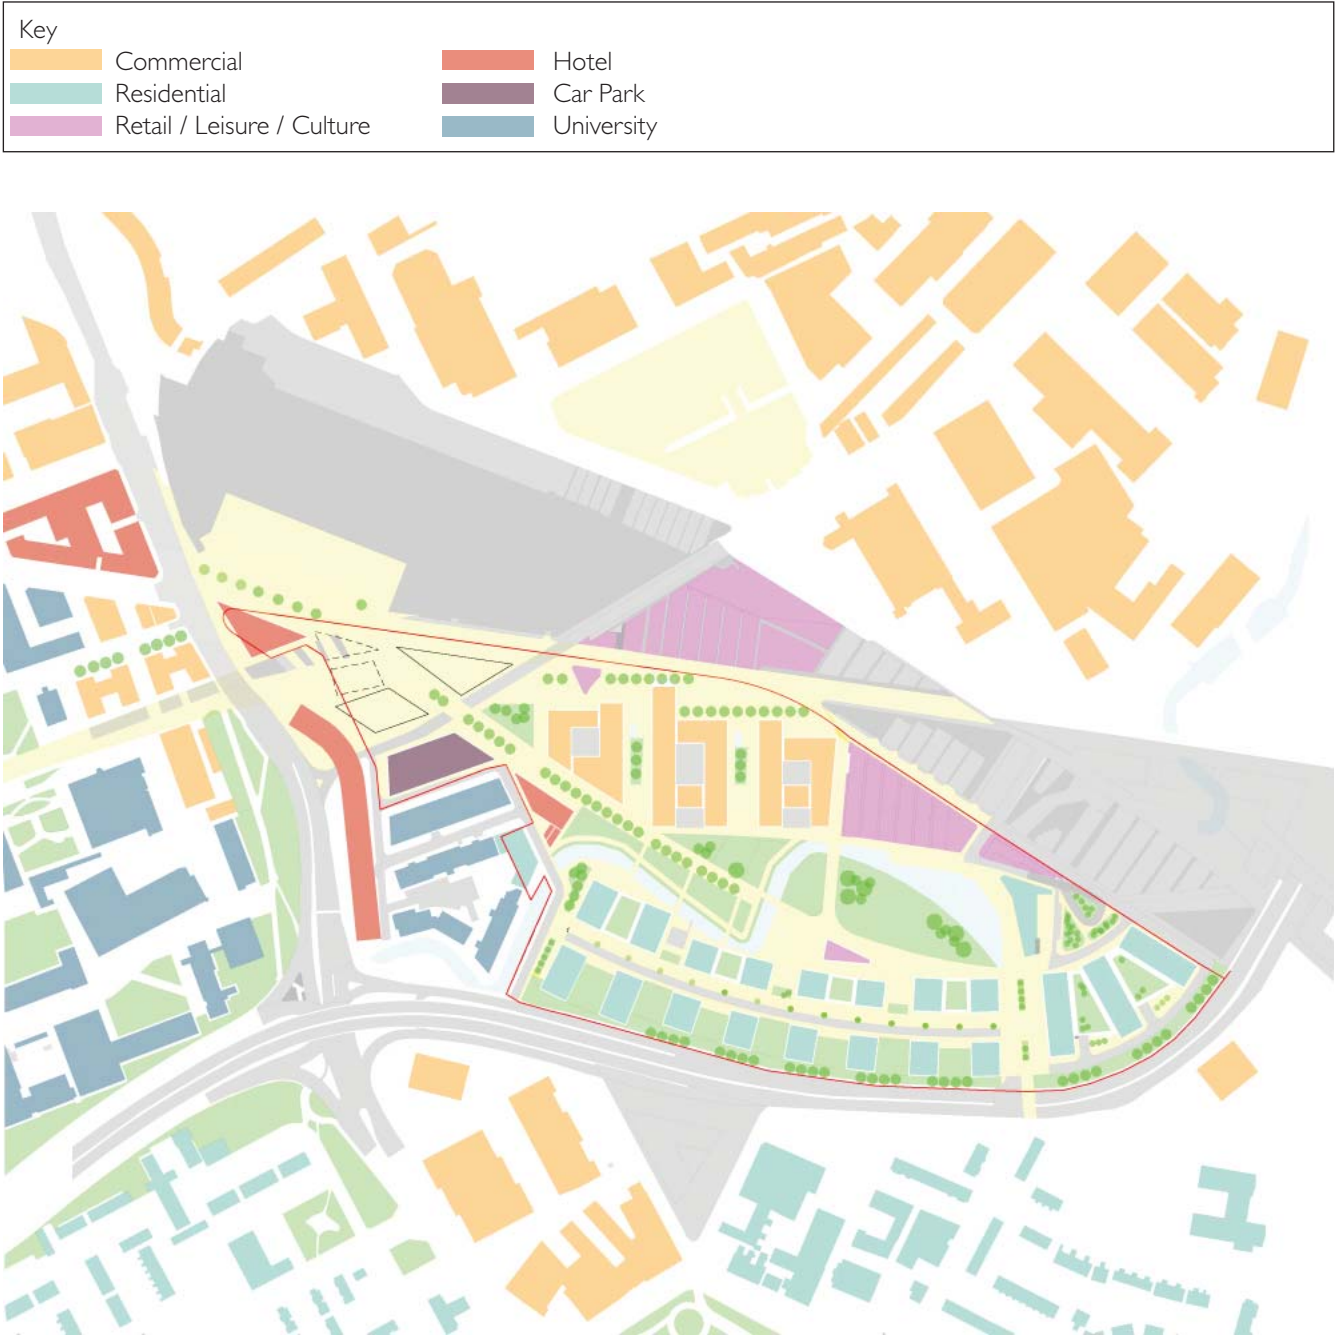 Key
Commercial
Hotel
Residential
Car Park
Retail / Leisure / Culture
University